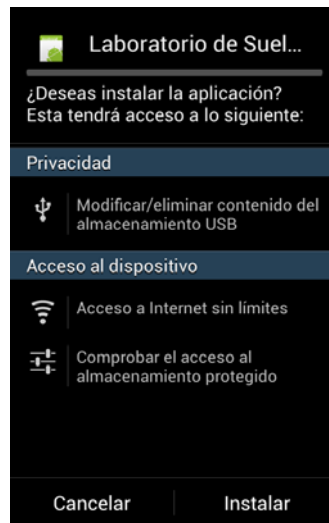 Laboratorio de Suel...
¿Deseas instalar la aplicación?
Esta tendrá acceso a lo siguiente:
Privacidad
Modificar/eliminar contenido del
almacenamiento USB
Acceso al dispositivo
Acceso a Internet sin límites
Comprobar el acceso al
almacenamiento protegido
Cancelar
Instalar